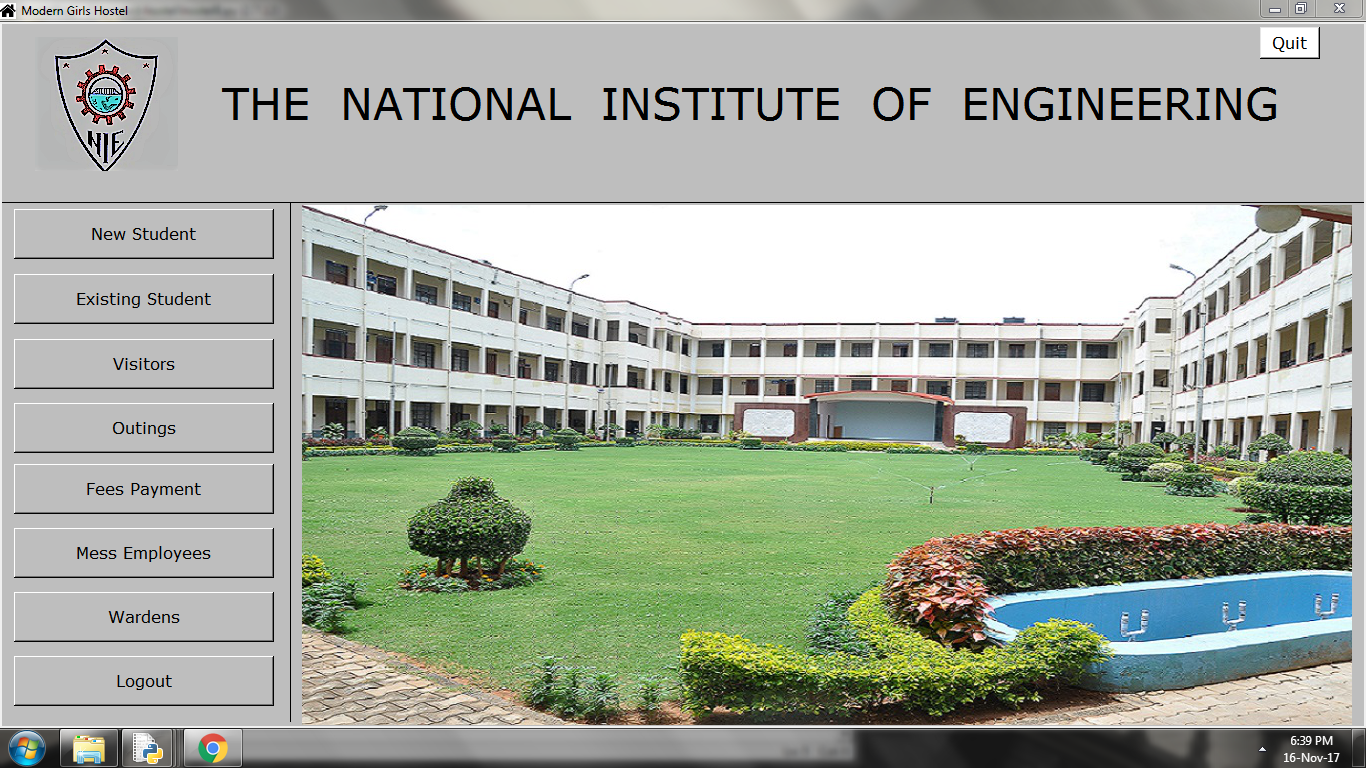 Modern Girls Hostel
Quit
NIE
THE NATIONAL INSTITUTE OF ENGINEERING
New Student
Existing Student
Visitors
Outings
Fees Payment
Mess Employees
Wardens
Logout
6:39 PM
16-Nov-17